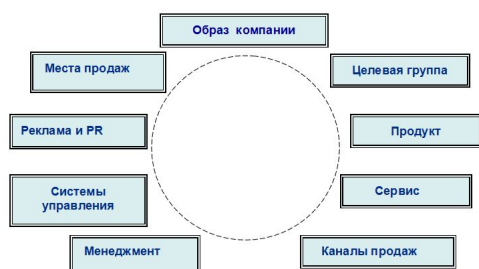 Образ компании
Места продаж
Целевая группа
Реклама и PR
Продукт
Системы
управления
Сервис
Менеджмент
Каналы продаж